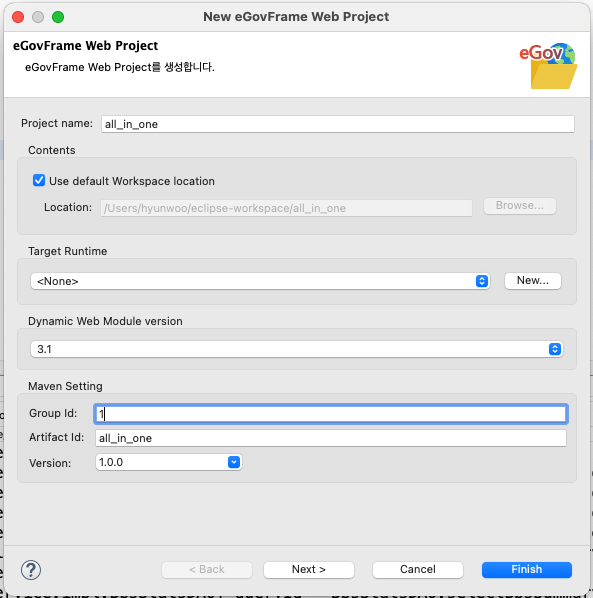 New eGovFrame Web Project
eGovFrame Web Project
eGovFrame Web Project를 생성합니다.
eGov
Project name: all_in_one
Contents
Use default Workspace location
Location: /Users/hyunwoo/eclipse-workspace/all_in_one Browse...
Target Runtime
<None> New...
Dynamic Web Module version
3.1
Maven Setting
Group Id: 1
Artifact Id: all_in_one
Version: 1.0.0
? < Back Next > Cancel Finish